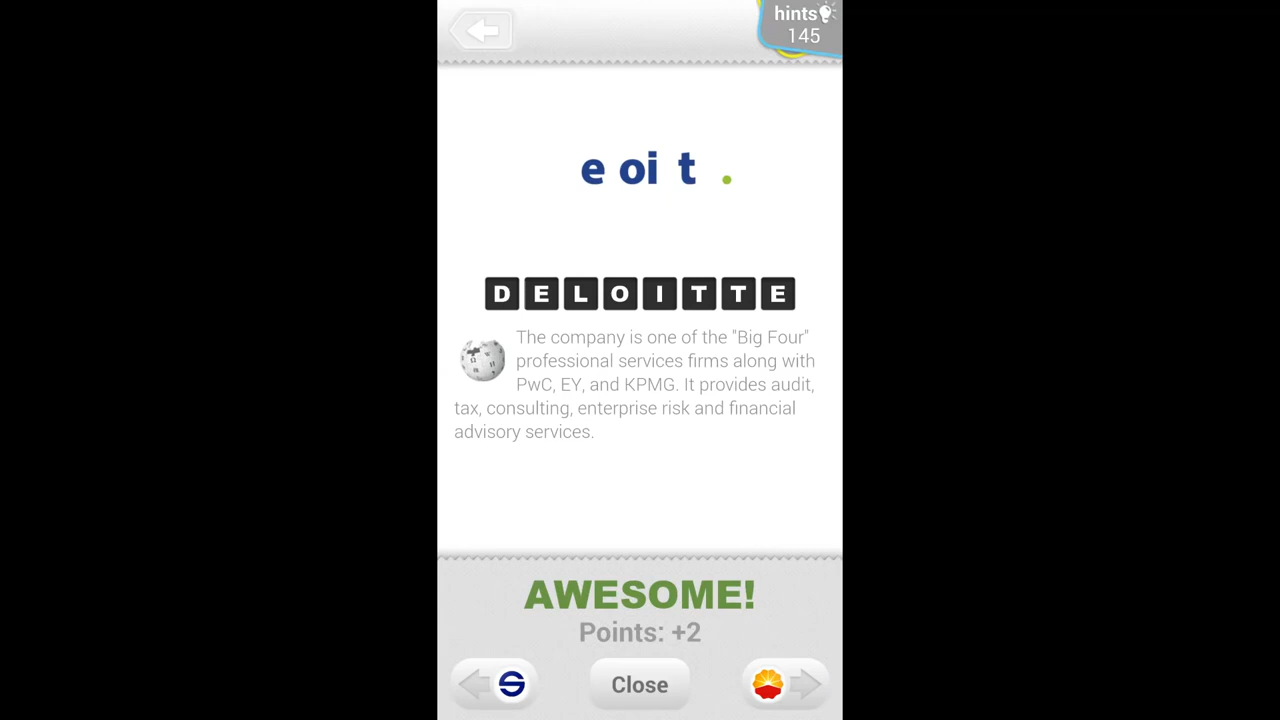 hints
145
e oi t .
DELOITTE
The company is one of the "Big Four"
professional services firms along with
PwC, EY, and KPMG. It provides audit,
tax, consulting, enterprise risk and financial
advisory services.
AWESOME!
Points: +2
Close